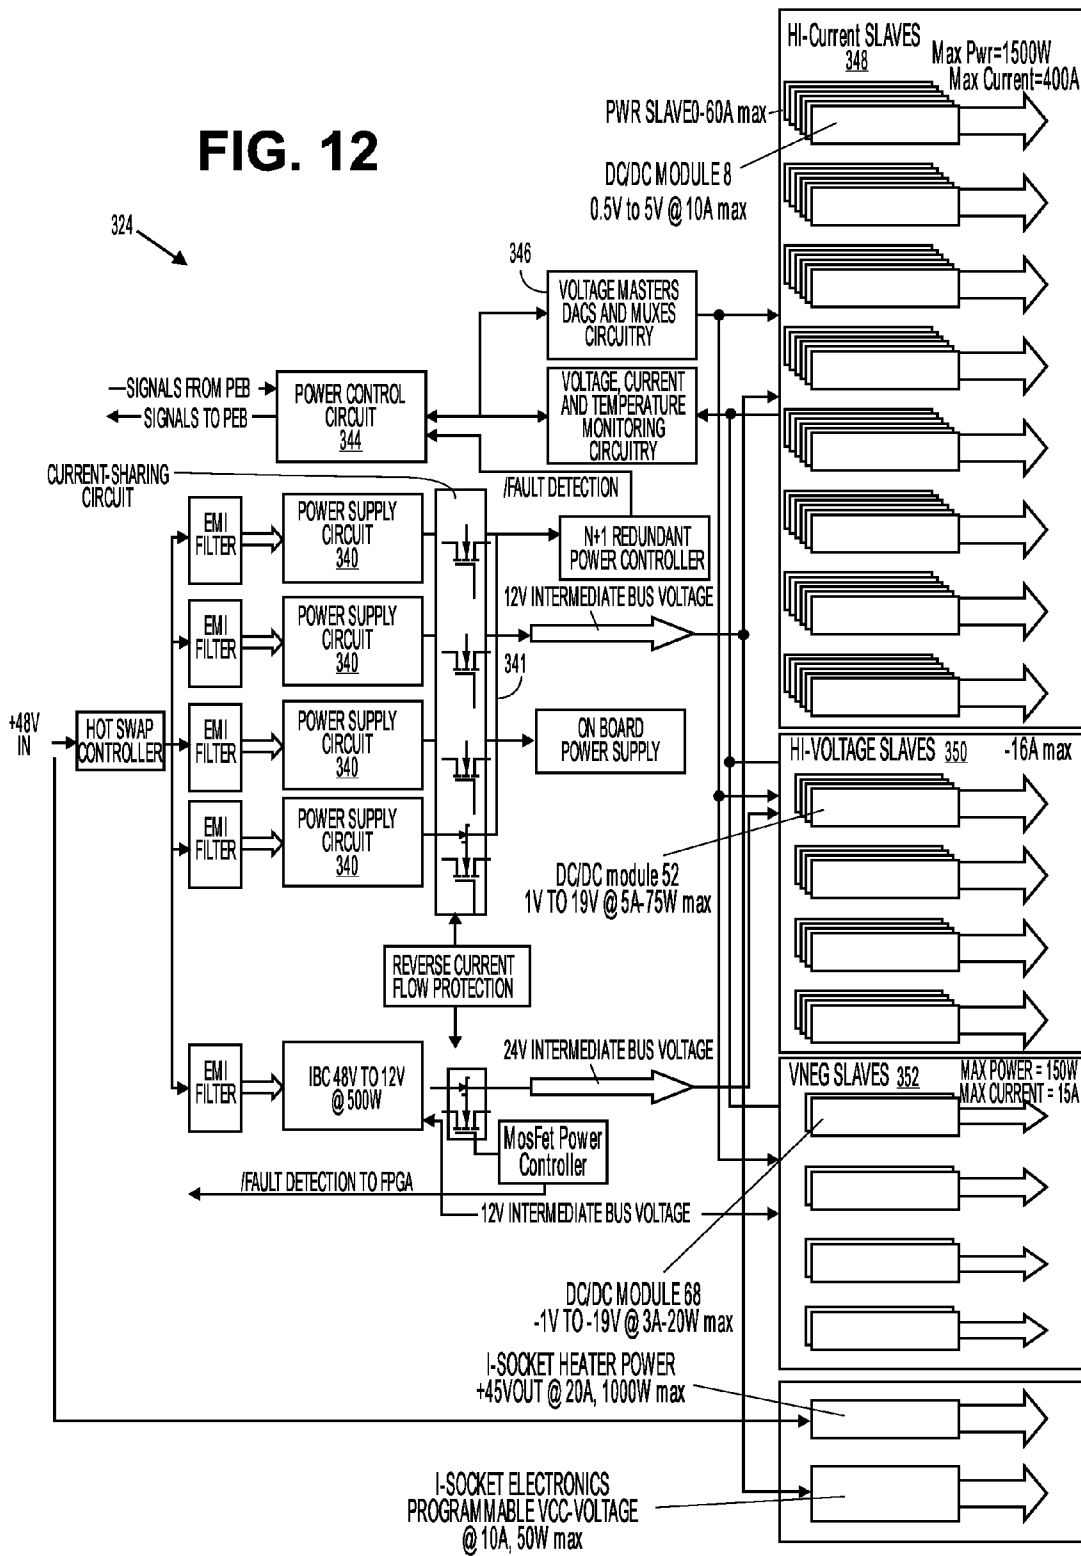 FIG. 12
324
HI-Current SLAVES
348
Max Pwr=1500W
Max Current=400A
PWR SLAVE0-60A max
DC/DC MODULE 8
0.5V to 5V @ 10A max
346
VOLTAGE MASTERS
DACS AND MUXES
CIRCUITRY
SIGNALS FROM PEB
SIGNALS TO PEB
POWER CONTROL
CIRCUIT
344
VOLTAGE, CURRENT
AND TEMPERATURE
MONITORING
CIRCUITRY
CURRENT-SHARING
CIRCUIT
/FAULT DETECTION
EMI
FILTER
POWER SUPPLY
CIRCUIT
340
N+1 REDUNDANT
POWER CONTROLLER
12V INTERMEDIATE BUS VOLTAGE
EMI
FILTER
POWER SUPPLY
CIRCUIT
340
341
+48V
IN
HOT SWAP
CONTROLLER
EMI
FILTER
POWER SUPPLY
CIRCUIT
340
ON BOARD
POWER SUPPLY
EMI
FILTER
POWER SUPPLY
CIRCUIT
340
HI-VOLTAGE SLAVES 350 -16A max
DC/DC module 52
1V TO 19V @ 5A-75W max
REVERSE CURRENT
FLOW PROTECTION
EMI
FILTER
IBC 48V TO 12V
@ 500W
24V INTERMEDIATE BUS VOLTAGE
VNEG SLAVES 352
MAX POWER = 150W
MAX CURRENT = 15A
MosFet Power
Controller
/FAULT DETECTION TO FPGA
12V INTERMEDIATE BUS VOLTAGE
DC/DC MODULE 68
-1V TO -19V @ 3A-20W max
I-SOCKET HEATER POWER
+45VOUT @ 20A, 1000W max
I-SOCKET ELECTRONICS
PROGRAMMABLE VCC-VOLTAGE
@ 10A, 50W max